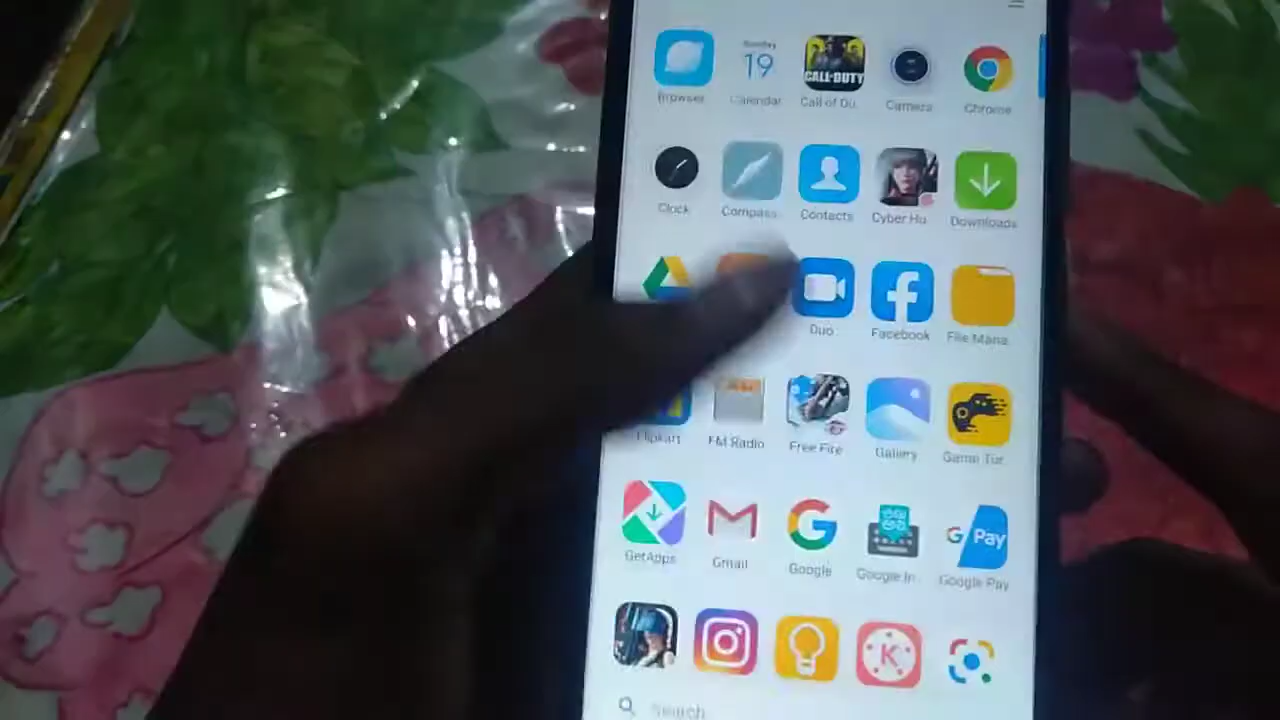 Sunday
19
CALL OF DUTY
Browser
Calendar
Call of Du..
Camera
Chrome
Clock
Compass
Contacts
Cyber Hu..
Downloads
Duo
Facebook
File Mana..
Flipkart
FM Radio
Free Fire
Gallery
Game Tur..
G Pay
GetApps
Gmail
Google
Google In..
Google Pay
K
Search